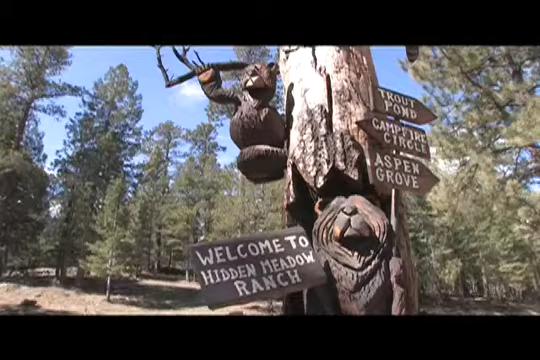 TROUT
POND
CAMPFIRE
CIRCLE
ASPEN
GROVE
WELCOME TO
HIDDEN MEADOW
RANCH